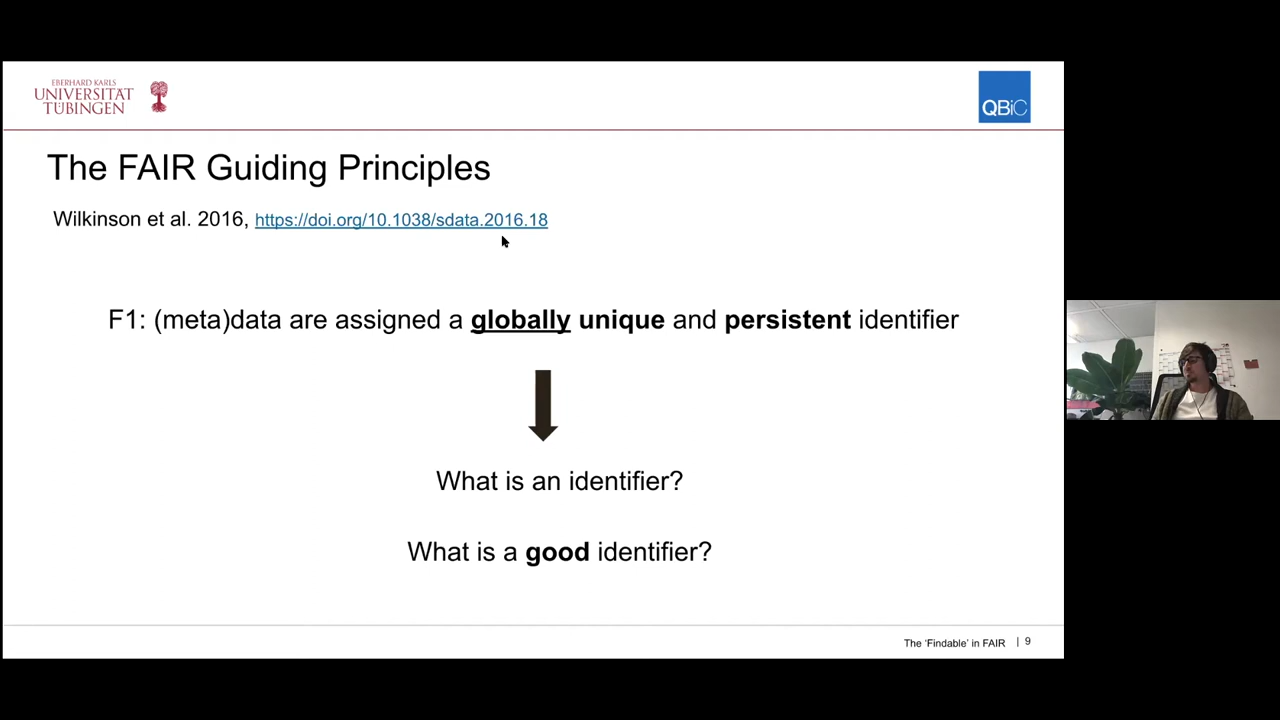 EBERHARD KARLS
UNIVERSITÄT
TÜBINGEN
QBiC
The FAIR Guiding Principles
Wilkinson et al. 2016, https://doi.org/10.1038/sdata.2016.18
F1: (meta)data are assigned a globally unique and persistent identifier
What is an identifier?
What is a good identifier?
The ‘Findable’ in FAIR | 9